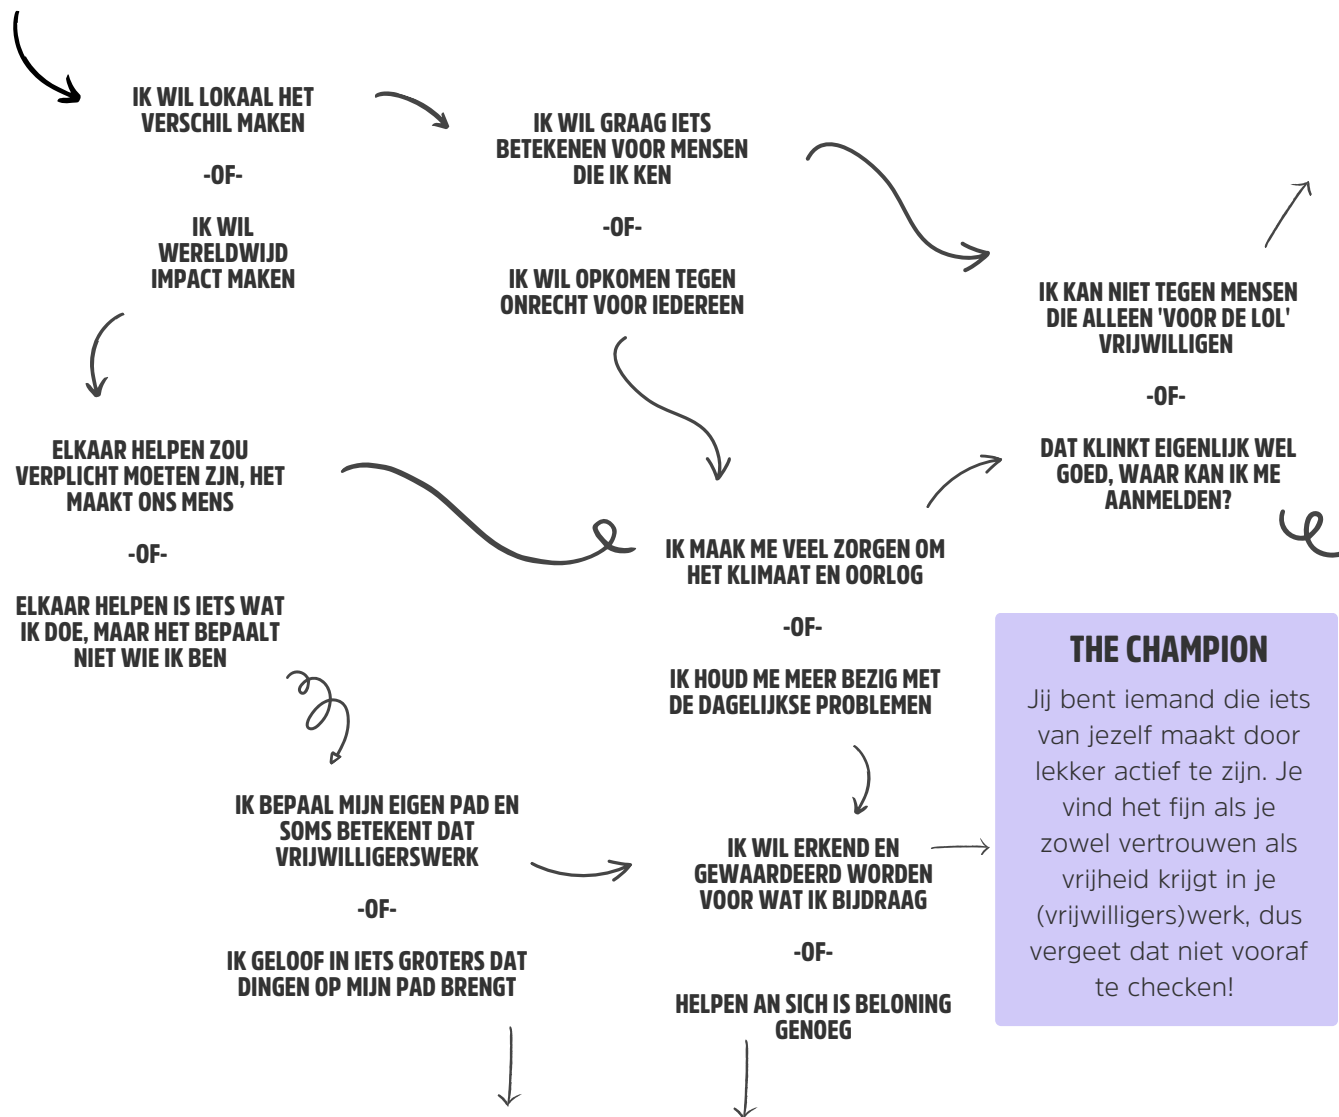 IK WIL LOKAAL HET
VERSCHIL MAKEN
-OF-
IK WIL
WERELDWIJD
IMPACT MAKEN
IK WIL GRAAG IETS
BETEKENEN VOOR MENSEN
DIE IK KEN
-OF-
IK WIL OPKOMEN TEGEN
ONRECHT VOOR IEDEREEN
IK KAN NIET TEGEN MENSEN
DIE ALLEEN 'VOOR DE LOL'
VRIJWILLIGEN
-OF-
DAT KLINKT EIGENLIJK WEL
GOED, WAAR KAN IK ME
AANMELDEN?
ELKAAR HELPEN ZOU
VERPLICHT MOETEN ZJN, HET
MAAKT ONS MENS
-OF-
ELKAAR HELPEN IS IETS WAT
IK DOE, MAAR HET BEPAALT
NIET WIE IK BEN
IK MAAK ME VEEL ZORGEN OM
HET KLIMAAT EN OORLOG
-OF-
IK HOUD ME MEER BEZIG MET
DE DAGELIJKSE PROBLEMEN
IK BEPAAL MIJN EIGEN PAD EN
SOMS BETEKENT DAT
VRIJWILLIGERSWERK
-OF-
IK GELOOF IN IETS GROTERS DAT
DINGEN OP MIJN PAD BRENGT
IK WIL ERKEND EN
GEWAARDEERD WORDEN
VOOR WAT IK BIJDRAAG
-OF-
HELPEN AN SICH IS BELONING
GENOEG
THE CHAMPION
Jij bent iemand die iets
van jezelf maakt door
lekker actief te zijn. Je
vind het fijn als je
zowel vertrouwen als
vrijheid krijgt in je
(vrijwilligers)werk, dus
vergeet dat niet vooraf
te checken!